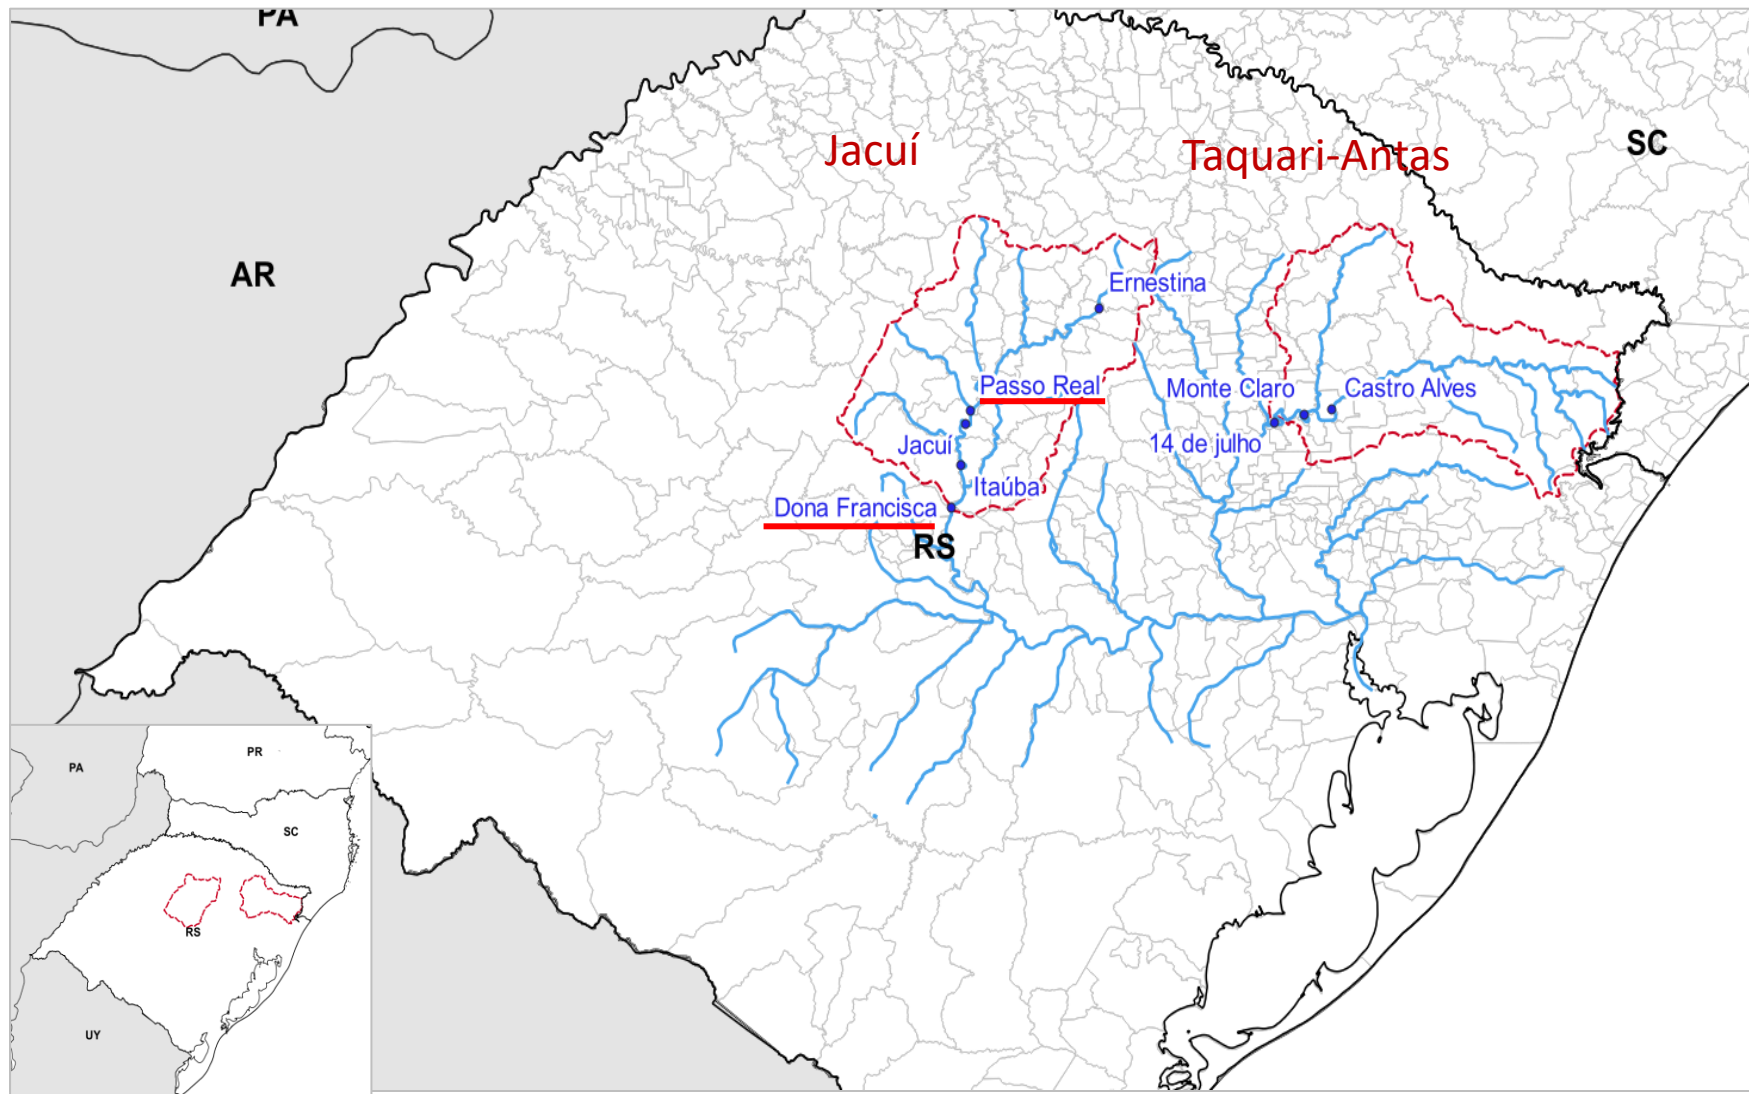 PA
Jacuí
Taquari-Antas
SC
AR
Ernestina
Passo Real
Monte Claro
Castro Alves
Jacuí
14 de julho
Itaúba
Dona Francisca
RS
PR
PA
SC
RS
UY